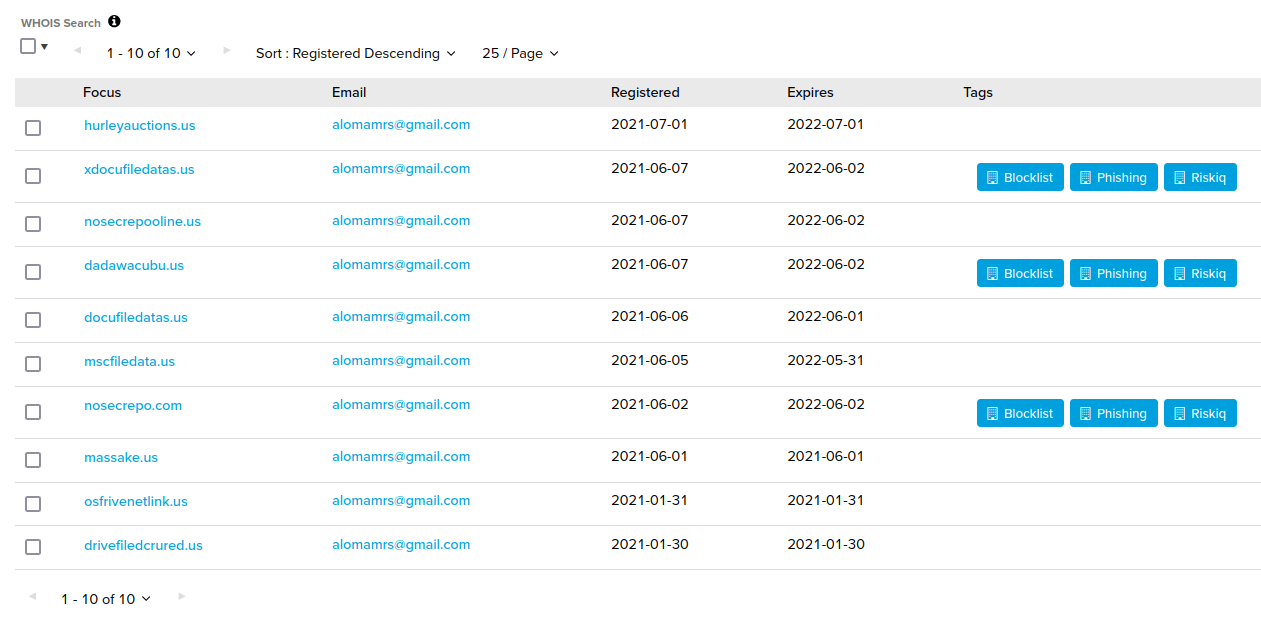 WHOIS Search
1 - 10 of 10 Sort : Registered Descending 25 / Page
Focus Email Registered Expires Tags
hurleyauctions.us alomamrs@gmail.com 2021-07-01 2022-07-01
xdocufiledatas.us alomamrs@gmail.com 2021-06-07 2022-06-02 Blocklist Phishing Riskiq
nosecrepooline.us alomamrs@gmail.com 2021-06-07 2022-06-02
dadawacubu.us alomamrs@gmail.com 2021-06-07 2022-06-02 Blocklist Phishing Riskiq
docufiledatas.us alomamrs@gmail.com 2021-06-06 2022-06-01
mscfiledata.us alomamrs@gmail.com 2021-06-05 2022-05-31
nosecrepo.com alomamrs@gmail.com 2021-06-02 2022-06-02 Blocklist Phishing Riskiq
massake.us alomamrs@gmail.com 2021-06-01 2021-06-01
osfrivenetlink.us alomamrs@gmail.com 2021-01-31 2021-01-31
drivefiledcrured.us alomamrs@gmail.com 2021-01-30 2021-01-30
1 - 10 of 10